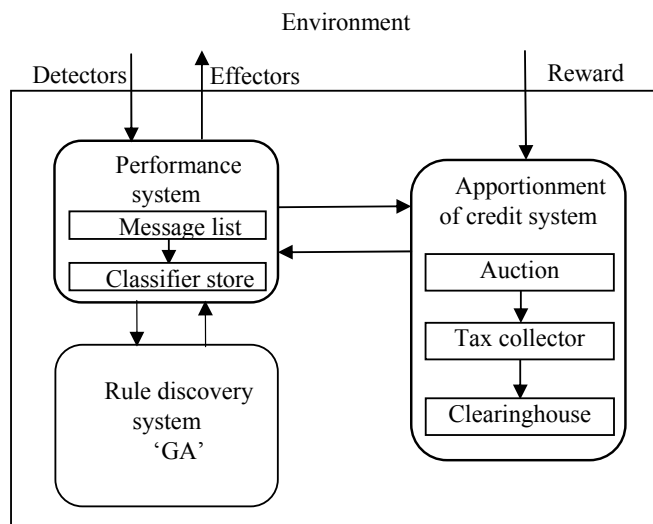 Environment
Detectors
Effectors
Reward
Performance
system
Message list
Classifier store
Rule discovery
system
‘GA’
Apportionment
of credit system
Auction
Tax collector
Clearinghouse